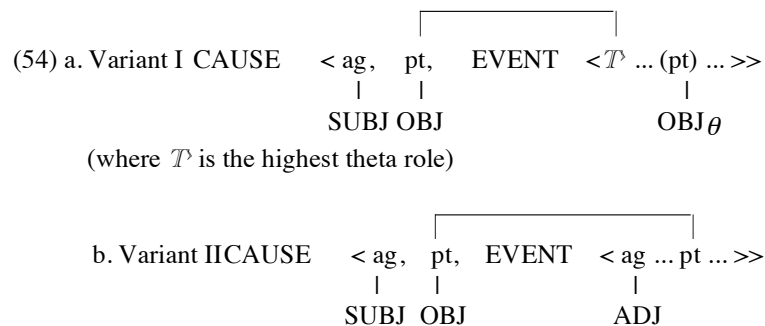 (54) a. Variant I CAUSE < ag, pt, EVENT <𝕋 ... (pt) ... >>
SUBJ OBJ OBJθ
(where 𝕋 is the highest theta role)
b. Variant IICAUSE < ag, pt, EVENT < ag ... pt ... >>
SUBJ OBJ ADJ